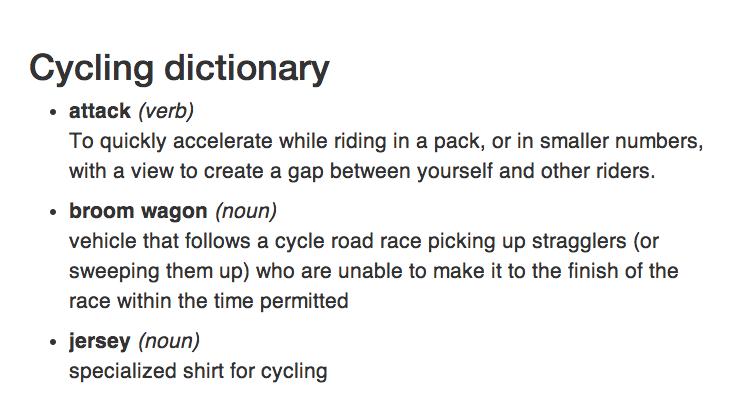 Cycling dictionary
• attack (verb)
To quickly accelerate while riding in a pack, or in smaller numbers,
with a view to create a gap between yourself and other riders.
• broom wagon (noun)
vehicle that follows a cycle road race picking up stragglers (or
sweeping them up) who are unable to make it to the finish of the
race within the time permitted
• jersey (noun)
specialized shirt for cycling